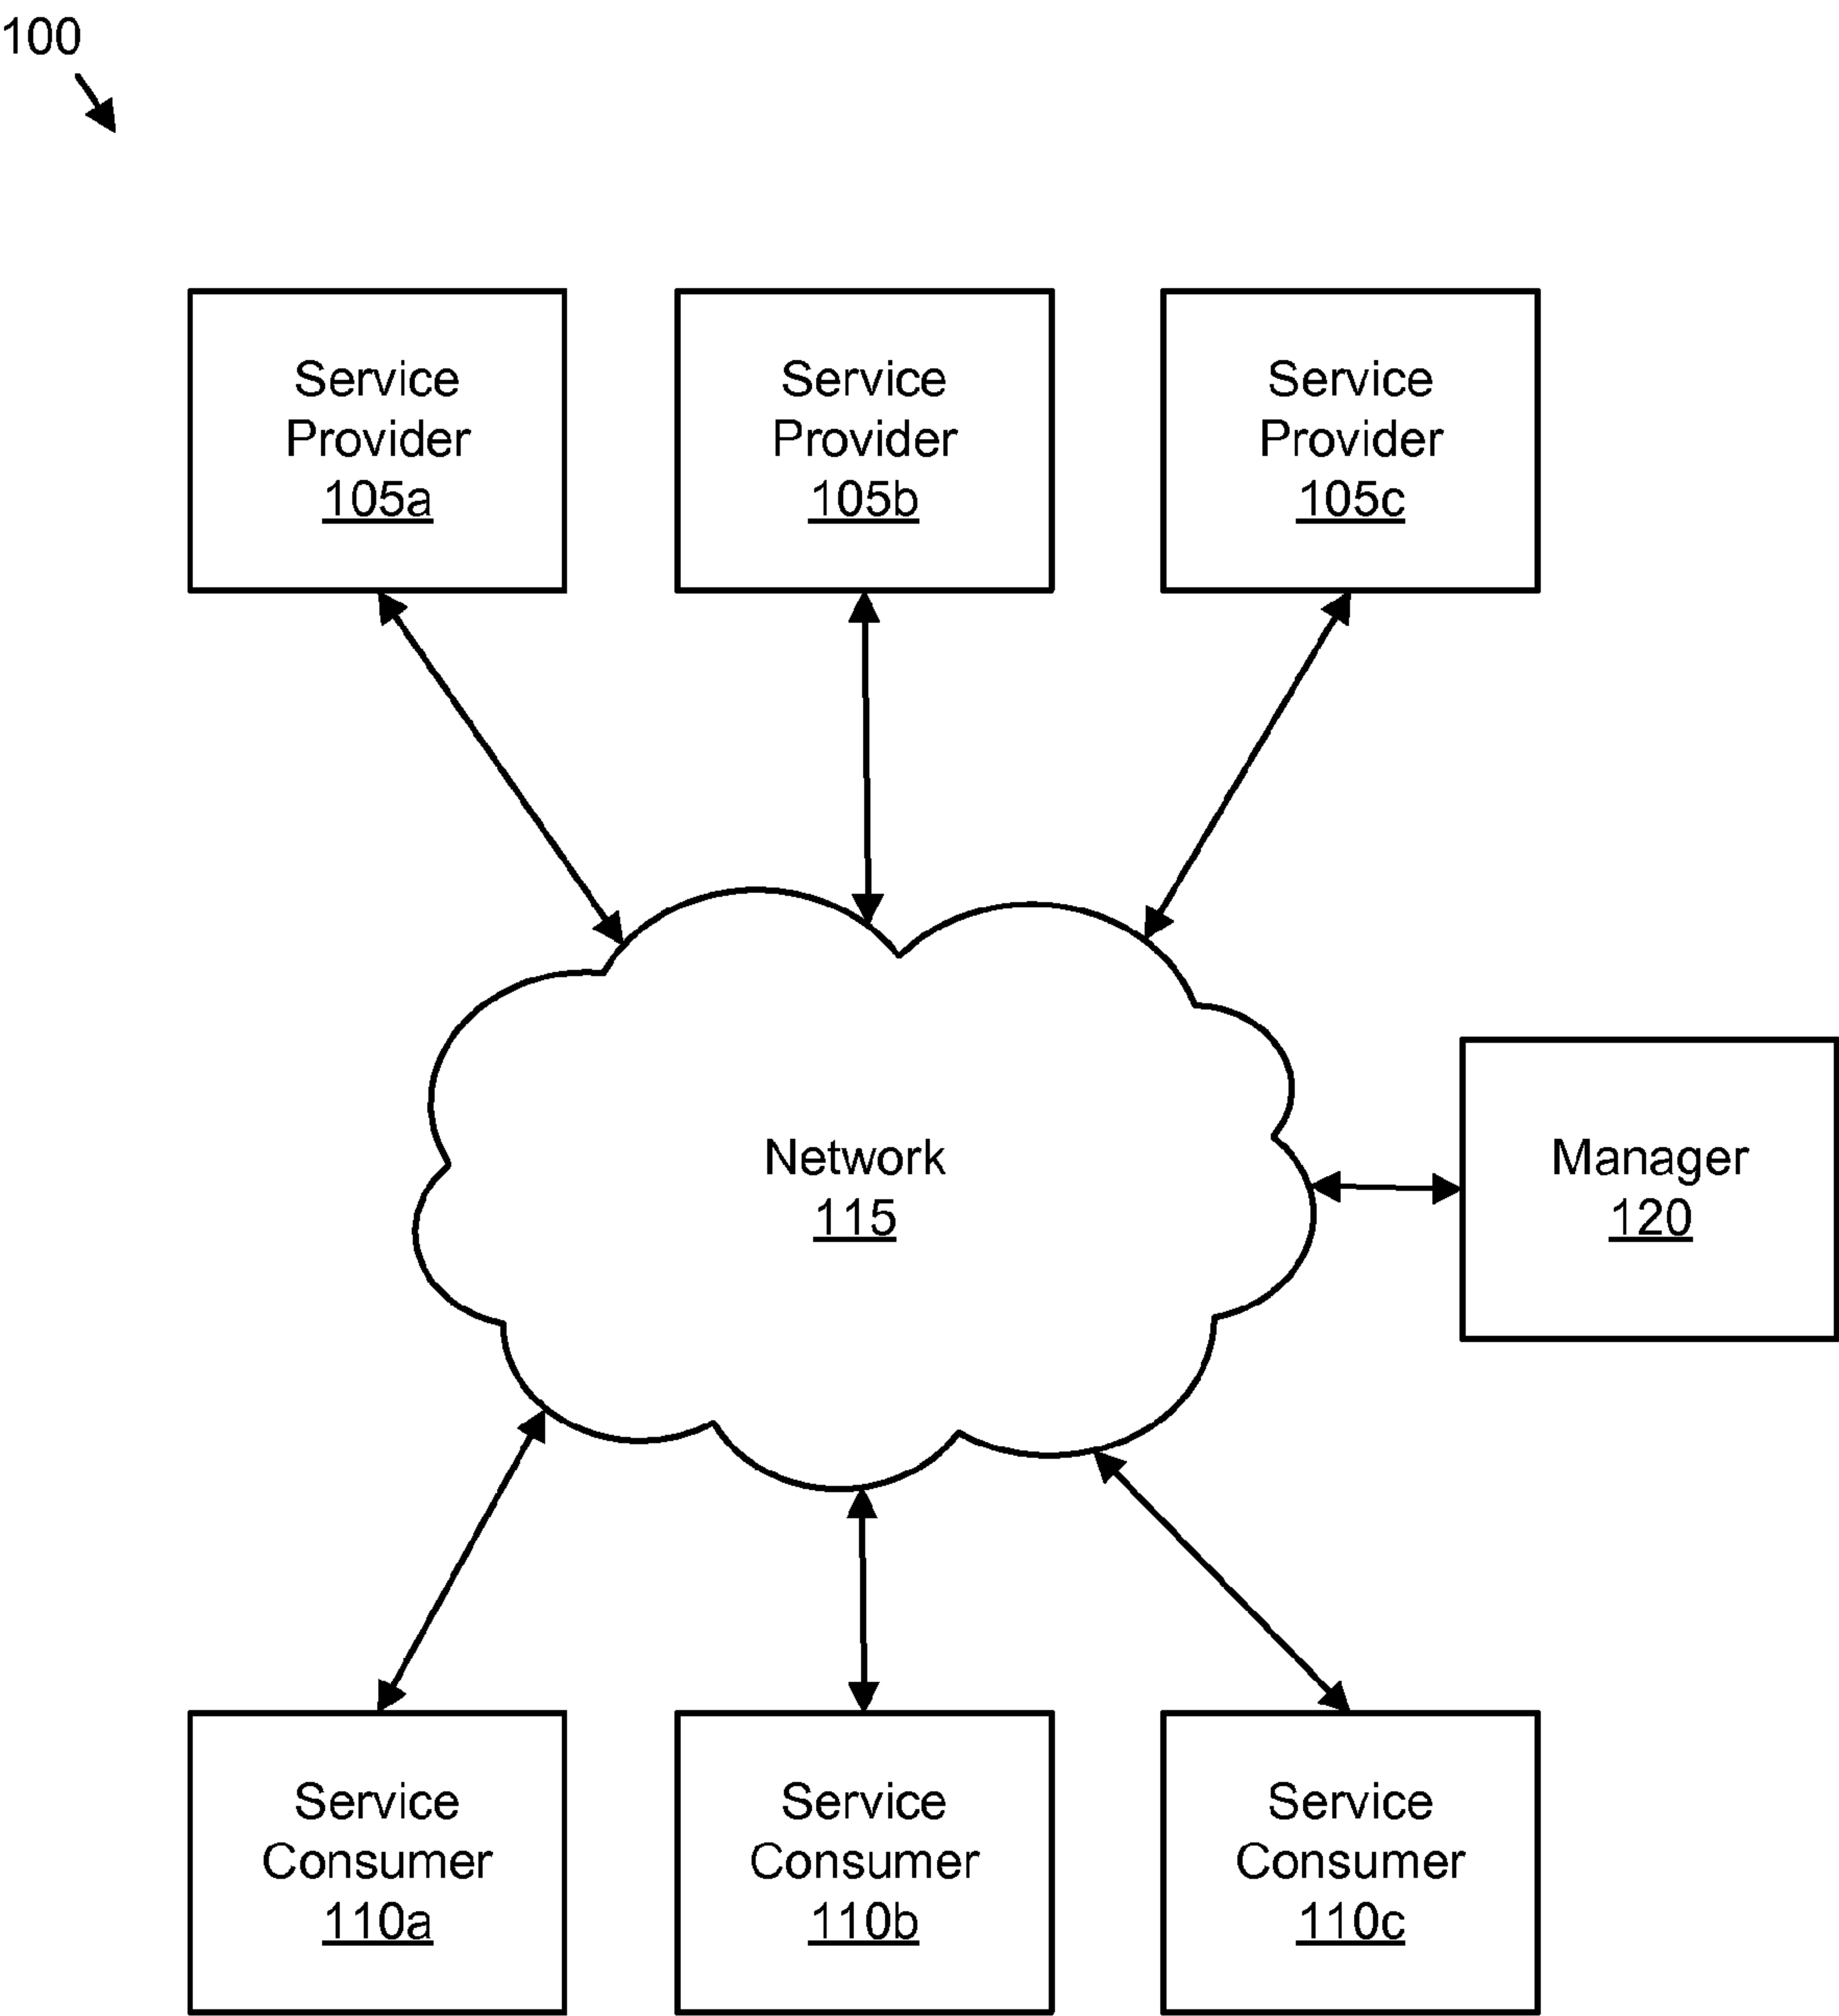 100
Service
Provider
105a
Service
Provider
105b
Service
Provider
105c
Network
115
Manager
120
Service
Consumer
110a
Service
Consumer
110b
Service
Consumer
110c